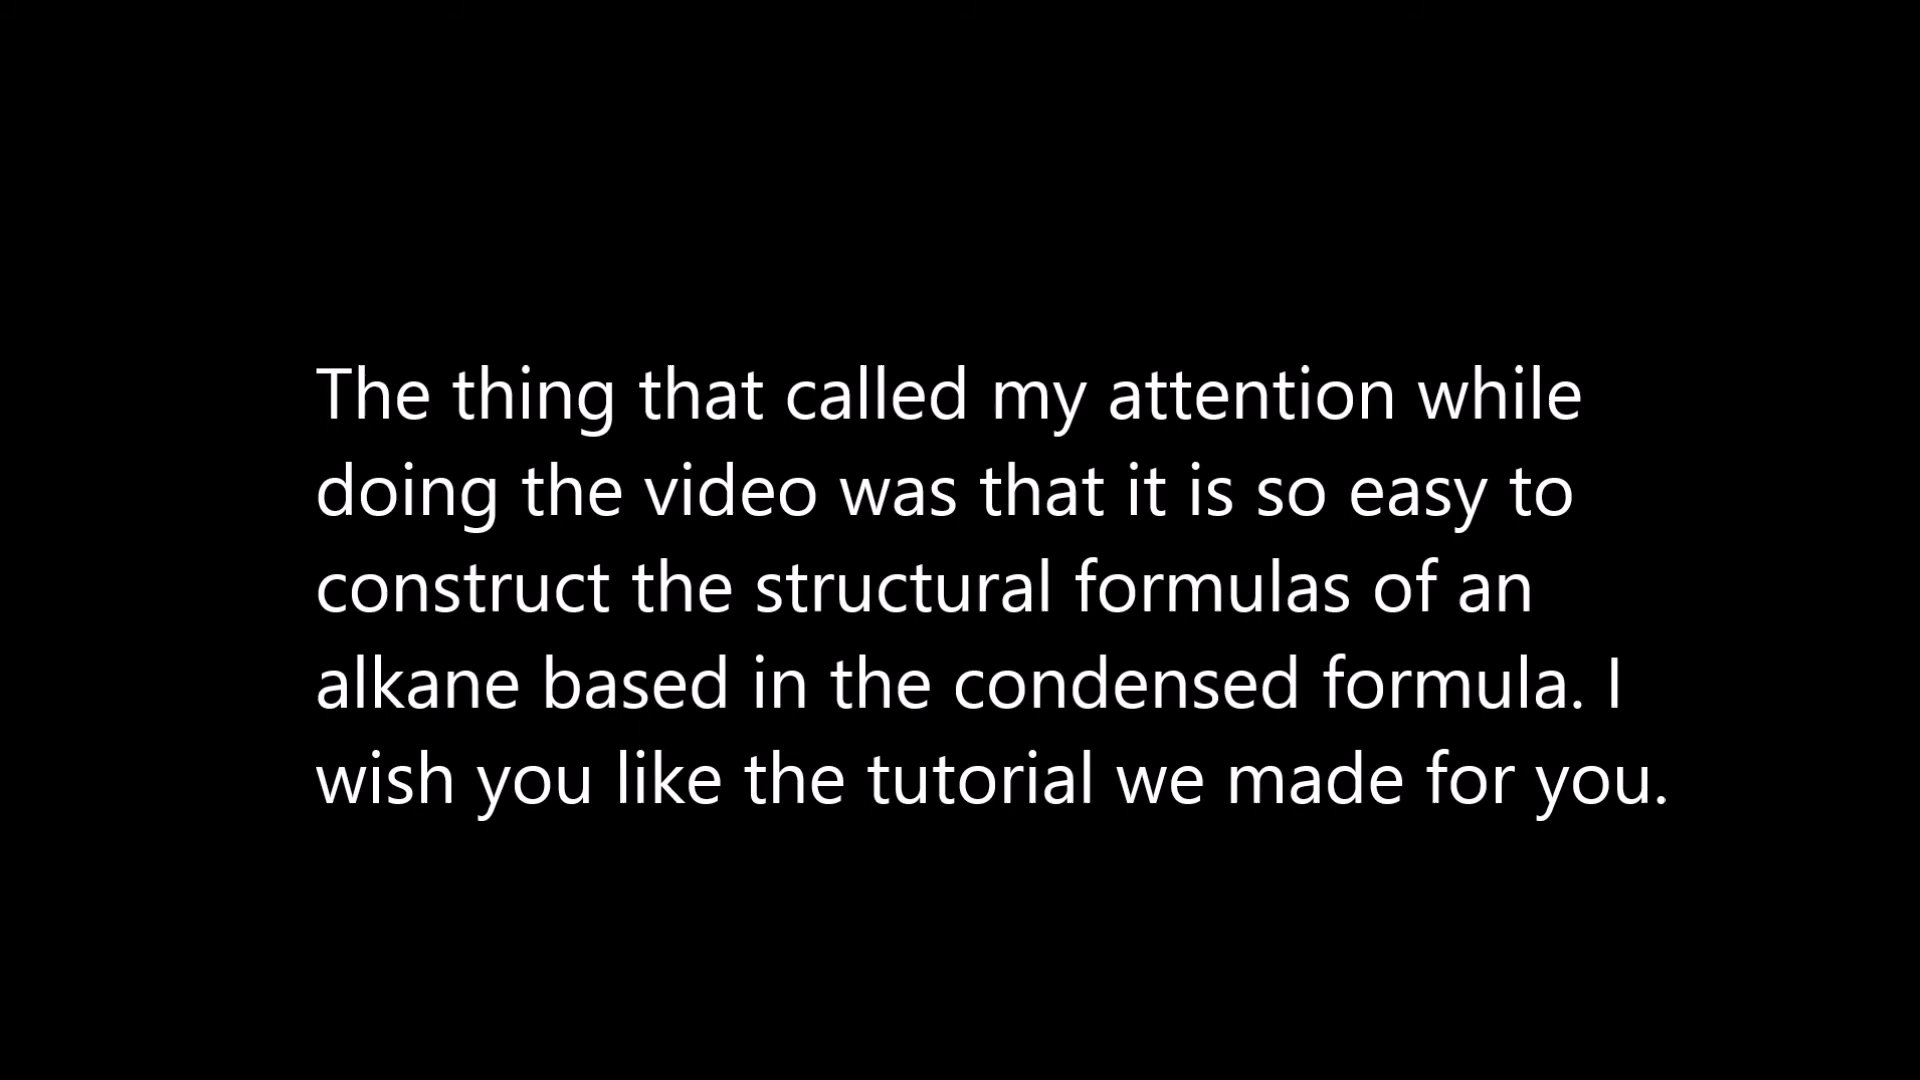 The thing that called my attention while
doing the video was that it is so easy to
construct the structural formulas of an
alkane based in the condensed formula. I
wish you like the tutorial we made for you.